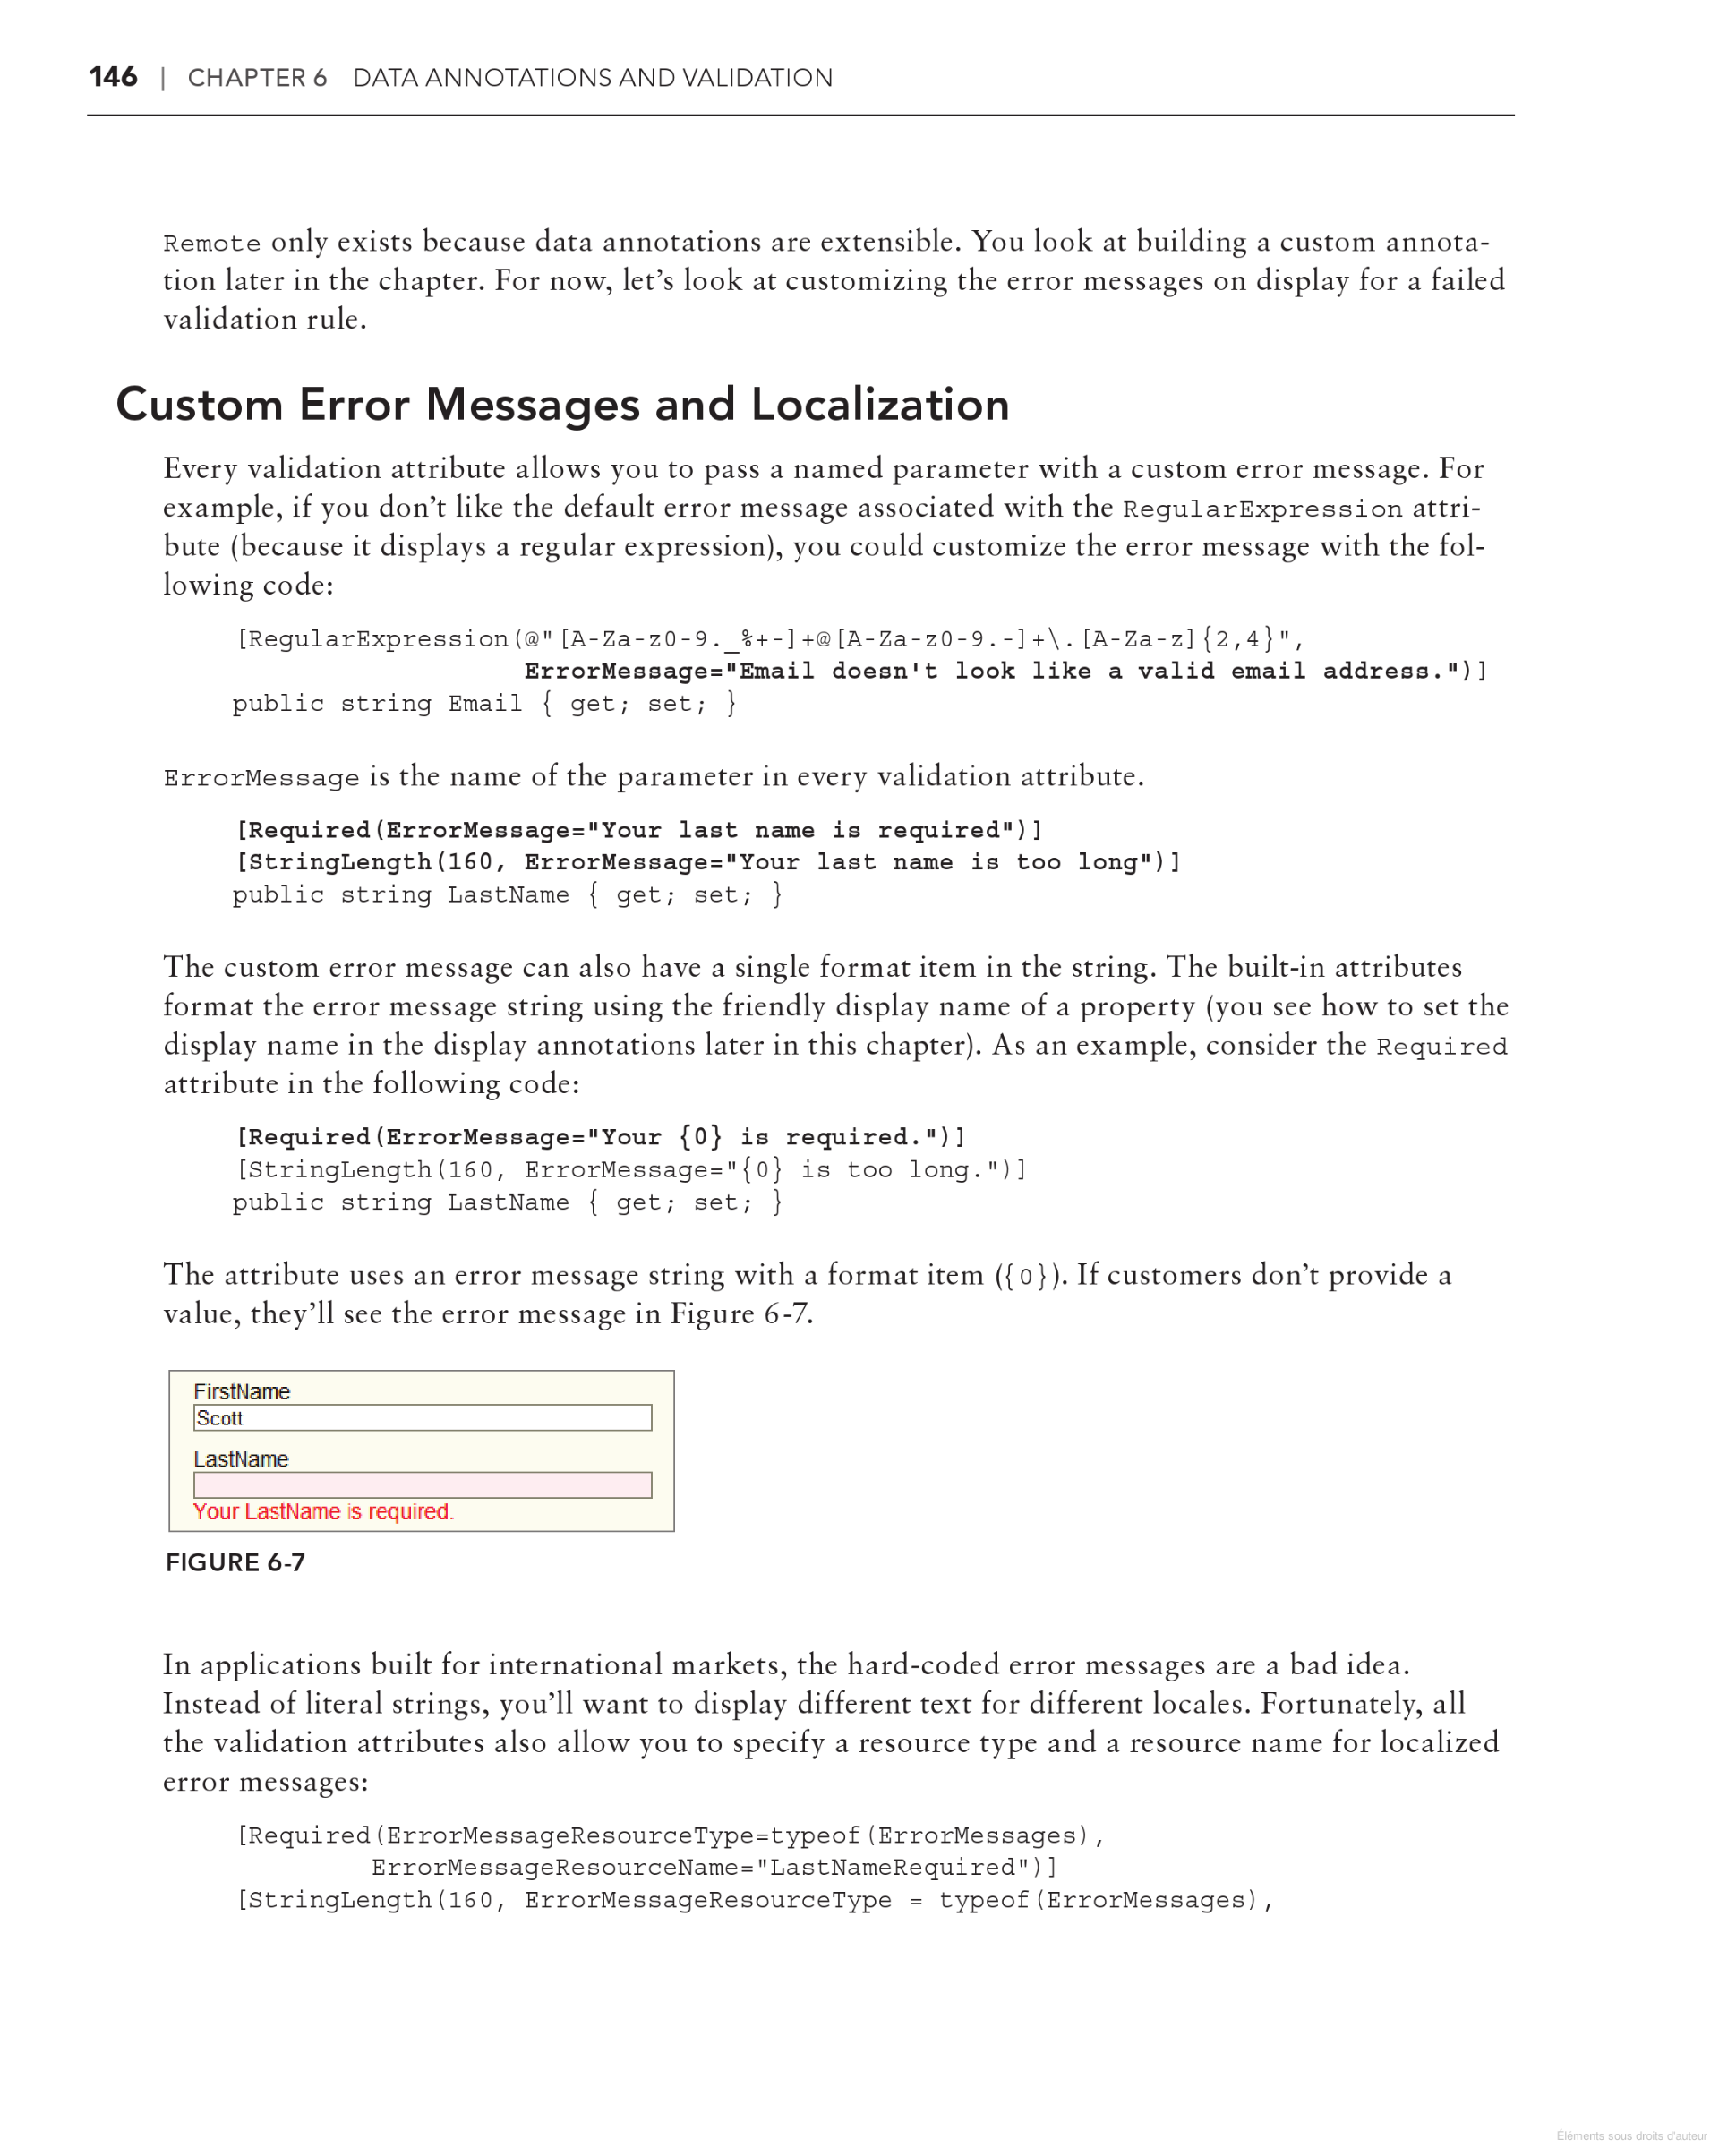 146 | CHAPTER 6 DATA ANNOTATIONS AND VALIDATION
Remote only exists because data annotations are extensible. You look at building a custom annota-
tion later in the chapter. For now, let’s look at customizing the error messages on display for a failed
validation rule.
Custom Error Messages and Localization
Every validation attribute allows you to pass a named parameter with a custom error message. For
example, if you don’t like the default error message associated with the RegularExpression attri-
bute (because it displays a regular expression), you could customize the error message with the fol-
lowing code:
[RegularExpression(@"[A-Za-z0-9._%+-]+@[A-Za-z0-9.-]+\.[A-Za-z]{2,4}",
ErrorMessage="Email doesn't look like a valid email address.")]
public string Email { get; set; }
ErrorMessage is the name of the parameter in every validation attribute.
[Required(ErrorMessage="Your last name is required")]
[StringLength(160, ErrorMessage="Your last name is too long")]
public string LastName { get; set; }
The custom error message can also have a single format item in the string. The built-in attributes
format the error message string using the friendly display name of a property (you see how to set the
display name in the display annotations later in this chapter). As an example, consider the Required
attribute in the following code:
[Required(ErrorMessage="Your {0} is required.")]
[StringLength(160, ErrorMessage="{0} is too long.")]
public string LastName { get; set; }
The attribute uses an error message string with a format item ({0}). If customers don’t provide a
value, they’ll see the error message in Figure 6-7.
FirstName
Scott
LastName
Your LastName is required.
FIGURE 6-7
In applications built for international markets, the hard-coded error messages are a bad idea.
Instead of literal strings, you’ll want to display different text for different locales. Fortunately, all
the validation attributes also allow you to specify a resource type and a resource name for localized
error messages:
[Required(ErrorMessageResourceType=typeof(ErrorMessages),
ErrorMessageResourceName="LastNameRequired")]
[StringLength(160, ErrorMessageResourceType = typeof(ErrorMessages),
Éléments sous droits d'auteur